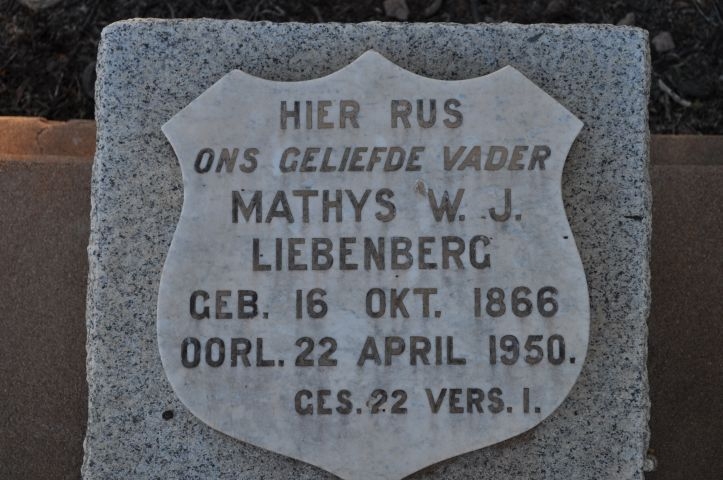 HIER RUS
ONS GELIEFDE VADER
MATHYS W. J.
LIEBENBERG
GEB. 16 OKT. 1866
OORL. 22 APRIL 1950.
GES. 22 VERS. 1.